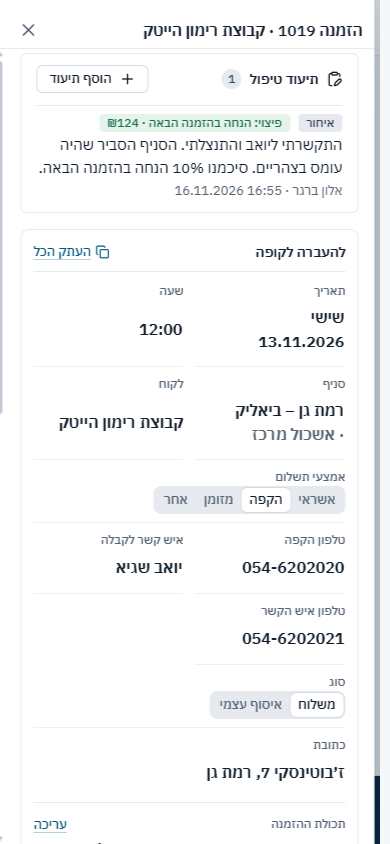 הזמנה 1019 · קבוצת רימון הייטק
תיעוד טיפול 1
הוסף תיעוד
איחור
פיצוי: הנחה בהזמנה הבאה · 124₪
התקשרתי ליואב והתנצלתי. הסניף הסביר שהיה
עומס בצהריים. סיכמנו 10% הנחה בהזמנה הבאה.
אלון ברגר · 16.11.2026 16:55
להעברה לקופה
העתק הכל
תאריך
שעה
שישי
13.11.2026
12:00
סניף
לקוח
רמת גן – ביאליק
· אשכול מרכז
קבוצת רימון הייטק
אמצעי תשלום
אשראי הקפה מזומן אחר
טלפון הקפה
איש קשר לקבלה
054-6202020
יואב שגיא
טלפון איש הקשר
054-6202021
סוג
משלוח איסוף עצמי
כתובת
ז'בוטינסקי 7, רמת גן
תכולת ההזמנה
עריכה